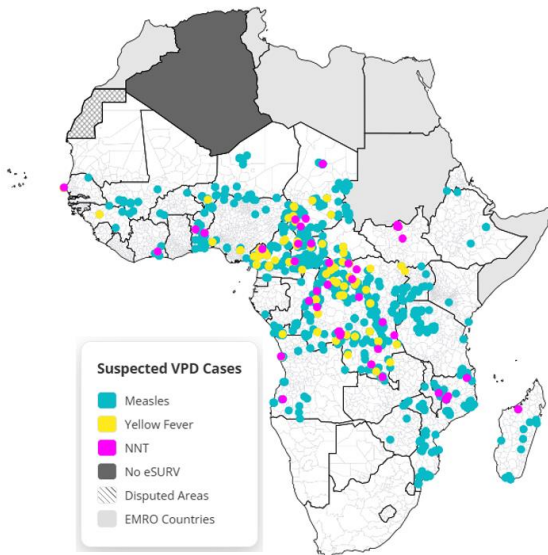 Suspected VPD Cases
Measles
Yellow Fever
NNT
No eSURV
Disputed Areas
EMRO Countries